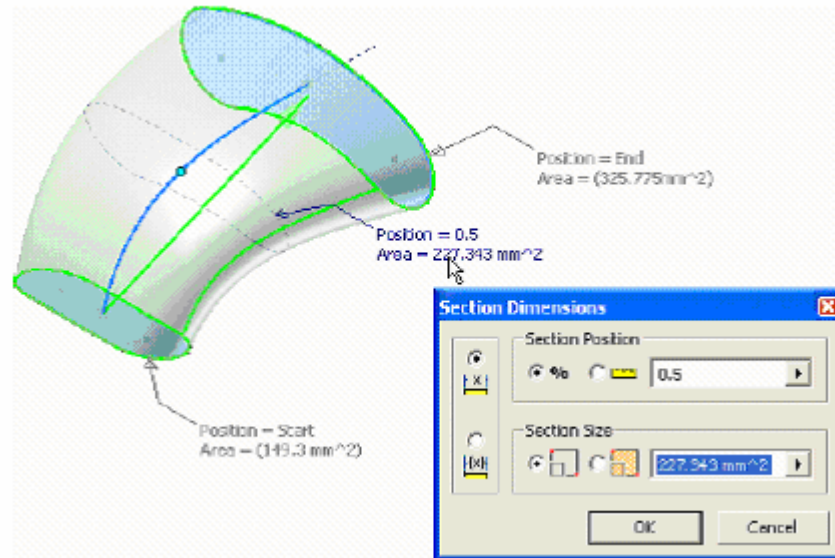 Position = End
Area = (325.775mm^2)
Position = 0.5
Area = 227.343 mm^2
Section Dimensions
Section Position
% 0.5
Position = Start
Area = (149.3 mm^2)
Section Size
227.343 mm^2
OK Cancel